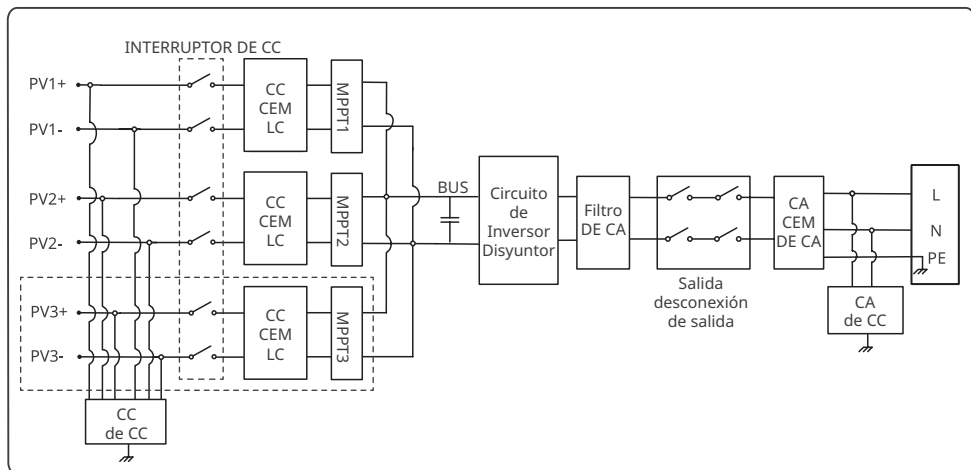 INTERRUPTOR DE CC
PV1+
PV1-
CC
CEM
LC
MPPT1
PV2+
PV2-
CC
CEM
LC
MPPT2
BUS
Circuito
de
Inversor
Disyuntor
Filtro
DE CA
CA
CEM
DE CA
L
N
PE
Salida
desconexión
de salida
CA
de CC
PV3+
PV3-
CC
CEM
LC
MPPT3
CC
de CC